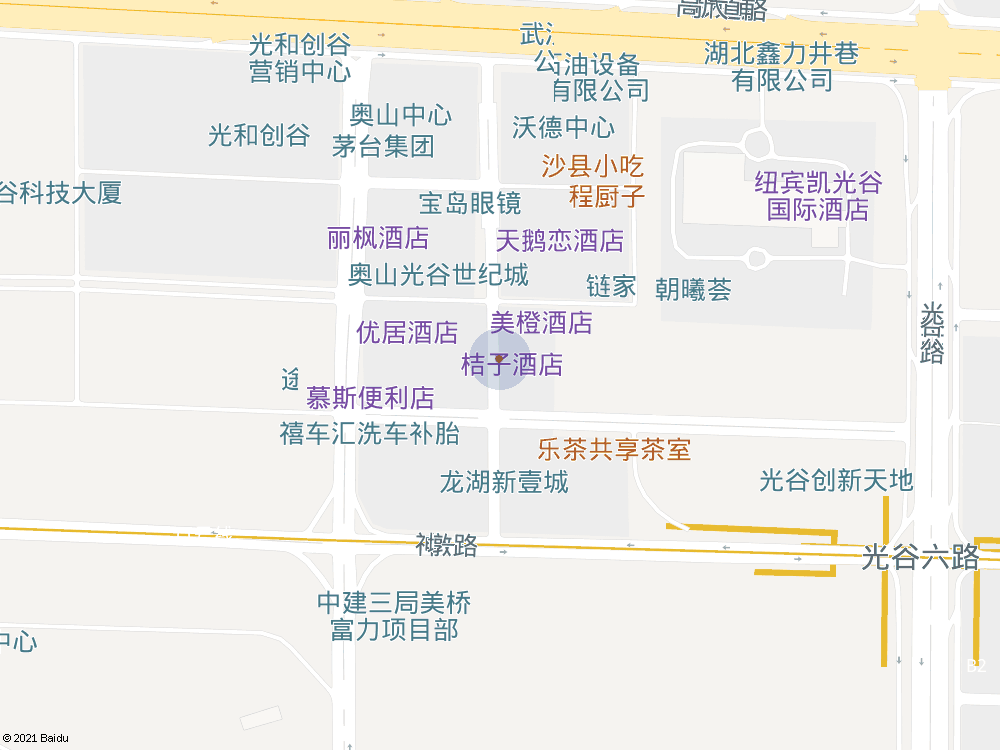 光和创谷
营销中心
石油设备
有限公司
湖北鑫力井巷
有限公司
奥山中心
沃德中心
光和创谷
茅台集团
沙县小吃
程厨子
谷科技大厦
宝岛眼镜
纽宾凯光谷
国际酒店
丽枫酒店
天鹅恋酒店
奥山光谷世纪城
链家
朝曦荟
光谷路
优居酒店
美橙酒店
桔子酒店
慕斯便利店
禧车汇洗车补胎
乐茶共享茶室
龙湖新壹城
光谷创新天地
光谷六路
中建三局美桥
富力项目部
中心
B2
© 2021 Baidu